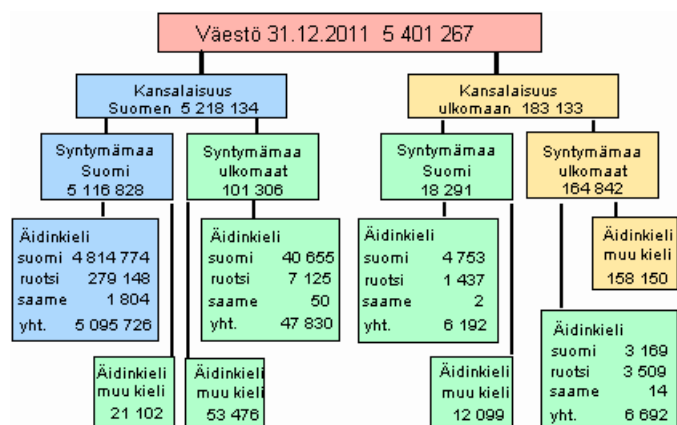 Väestö 31.12.2011 5 401 267
Kansalaisuus
Suomen 5 218 134
Kansalaisuus
ulkomaan 183 133
Syntymämaa
Suomi
5 116 828
Syntymämaa
ulkomaat
101 306
Syntymämaa
Suomi
18 291
Syntymämaa
ulkomaat
164 842
Äidinkieli
suomi 4 814 774
ruotsi 279 148
saame 1 804
yht. 5 095 726
Äidinkieli
suomi 40 655
ruotsi 7 125
saame 50
yht. 47 830
Äidinkieli
suomi 4 753
ruotsi 1 437
saame 2
yht. 6 192
Äidinkieli
muu kieli
158 150
Äidinkieli
muu kieli
21 102
Äidinkieli
muu kieli
53 476
Äidinkieli
muu kieli
12 099
Äidinkieli
suomi 3 169
ruotsi 3 509
saame 14
yht. 6 692